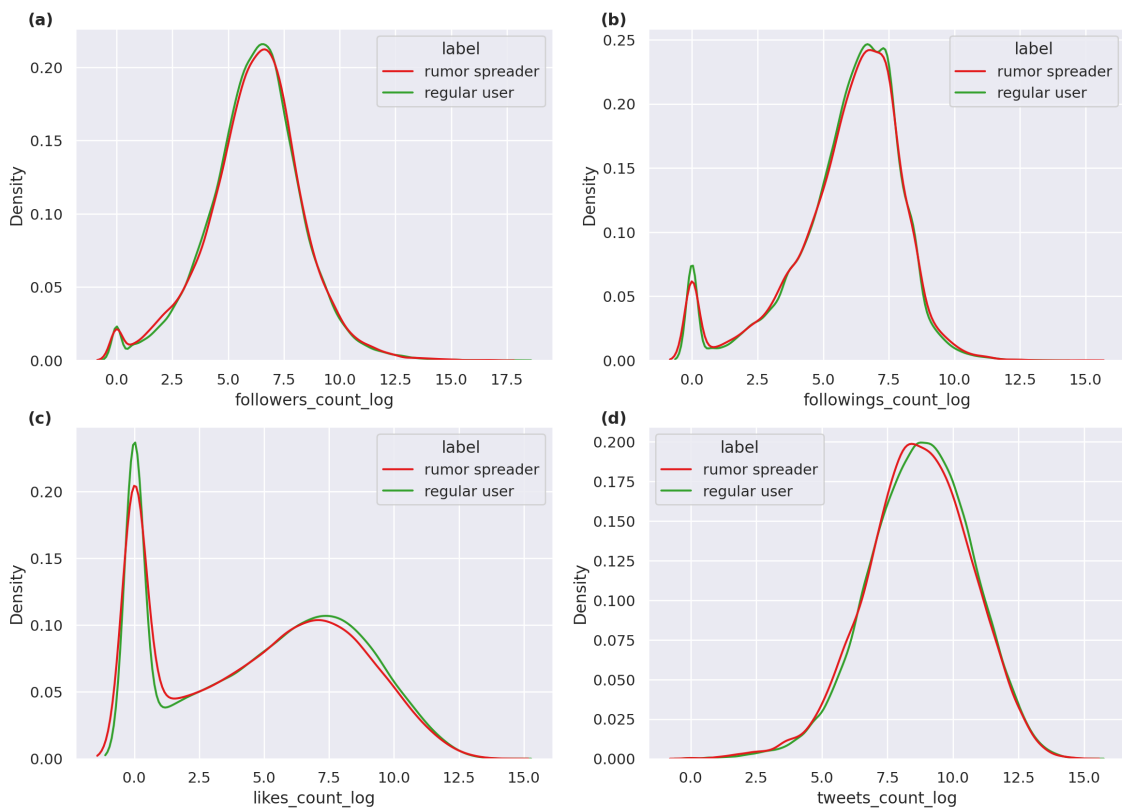 (a)
label
rumor spreader
regular user
Density
0.20
0.15
0.10
0.05
0.00
0.0 2.5 5.0 7.5 10.0 12.5 15.0 17.5
followers_count_log
(b)
label
rumor spreader
regular user
Density
0.25
0.20
0.15
0.10
0.05
0.00
0.0 2.5 5.0 7.5 10.0 12.5 15.0
followings_count_log
(c)
label
rumor spreader
regular user
Density
0.20
0.15
0.10
0.05
0.00
0.0 2.5 5.0 7.5 10.0 12.5 15.0
likes_count_log
(d)
label
rumor spreader
regular user
Density
0.200
0.175
0.150
0.125
0.100
0.075
0.050
0.025
0.000
0.0 2.5 5.0 7.5 10.0 12.5 15.0
tweets_count_log